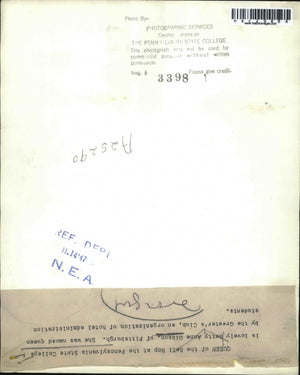 Photo By-
PHOTOGRAPHIC SERVICES
THE PENNSYLVANIA STATE COLLEGE
This photograph may not be used for
commercial purposes without written
permission.
Neg. # 3398 Please give credit
A25290
REF. DEPT
N.E.A.
QUEEN of the Bell Hop at the Pennsylvania State College
is lovely Betty Anne Gibson, of Pittsburgh. She was named queen
by the Greeter's Club, an organization of hotel administration
students.